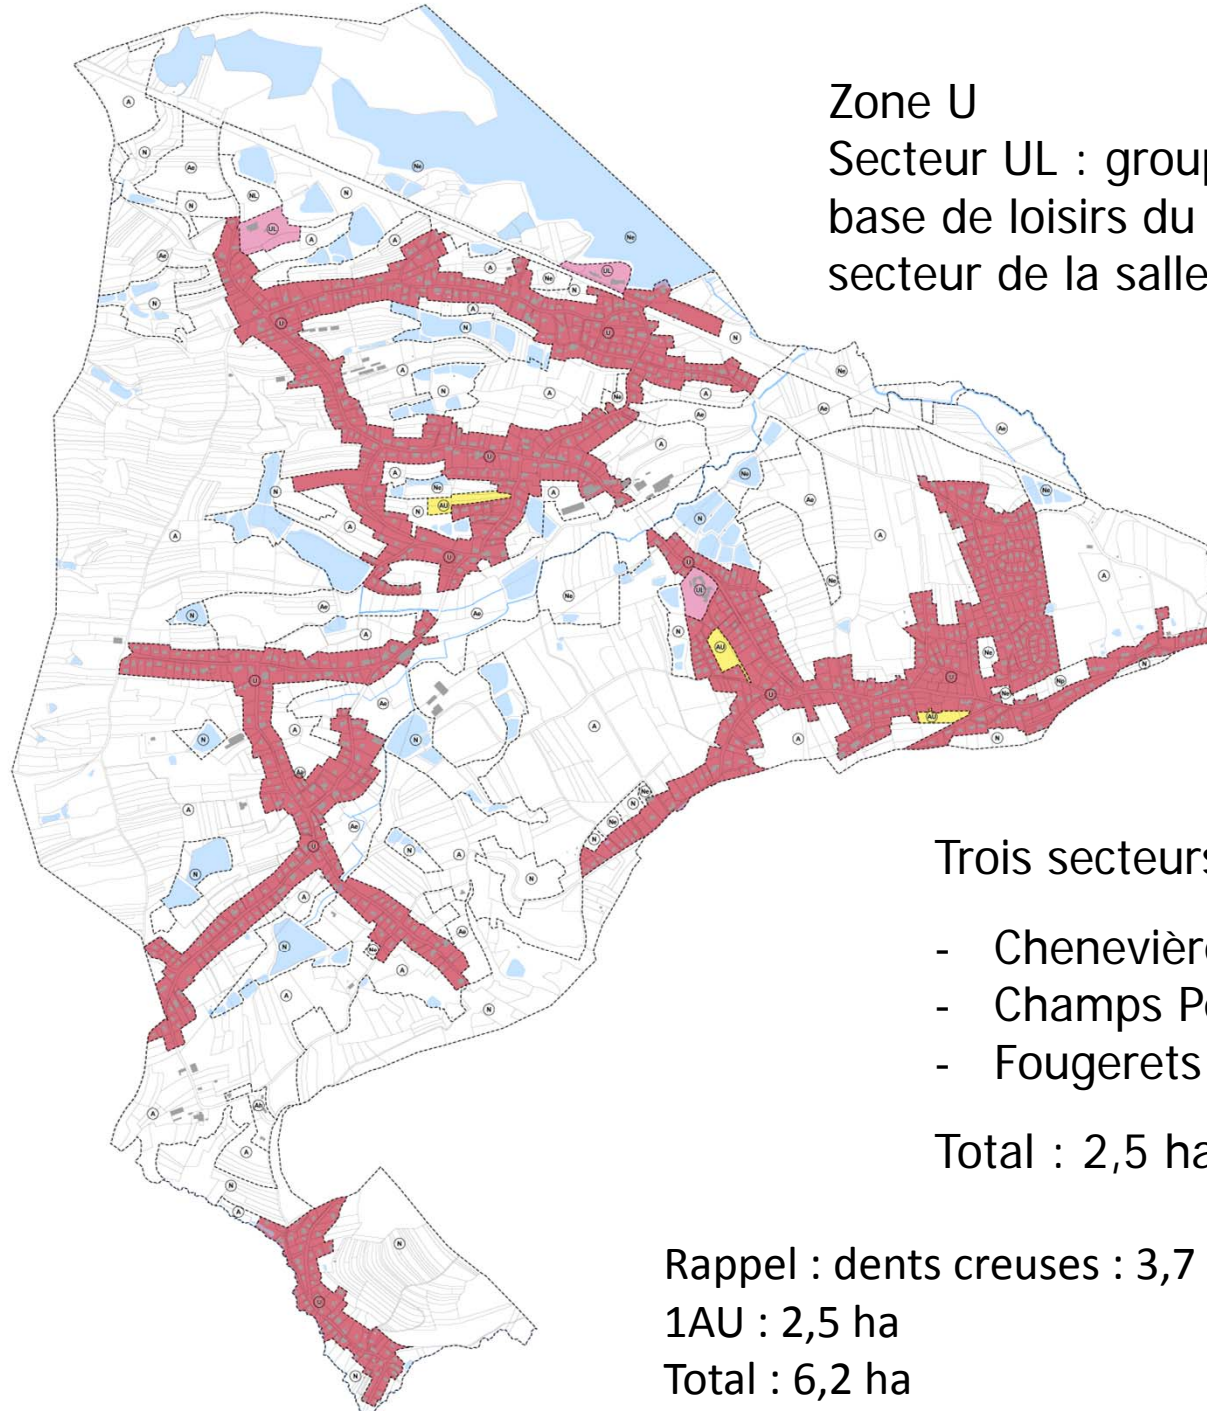 Zone U
Secteur UL : group
base de loisirs du
secteur de la salle
Trois secteurs
- Chenevière
- Champs Pe
- Fougerets
Total : 2,5 ha
Rappel : dents creuses : 3,7
1AU : 2,5 ha
Total : 6,2 ha